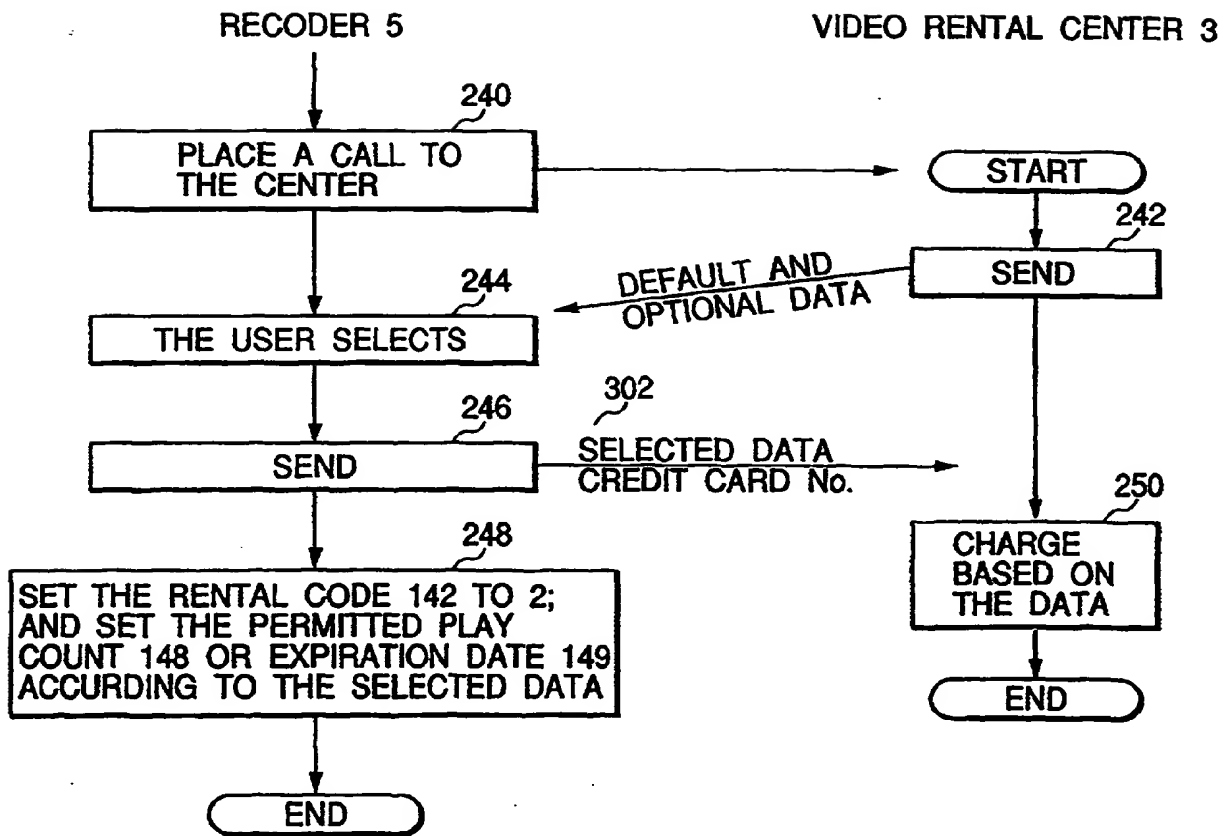 RECODER 5
VIDEO RENTAL CENTER 3
240
PLACE A CALL TO
THE CENTER
START
242
SEND
DEFAULT AND
OPTIONAL DATA
244
THE USER SELECTS
246
SEND
302
SELECTED DATA
CREDIT CARD No.
248
SET THE RENTAL CODE 142 TO 2;
AND SET THE PERMITTED PLAY
COUNT 148 OR EXPIRATION DATE 149
ACCURDING TO THE SELECTED DATA
250
CHARGE
BASED ON
THE DATA
END
END